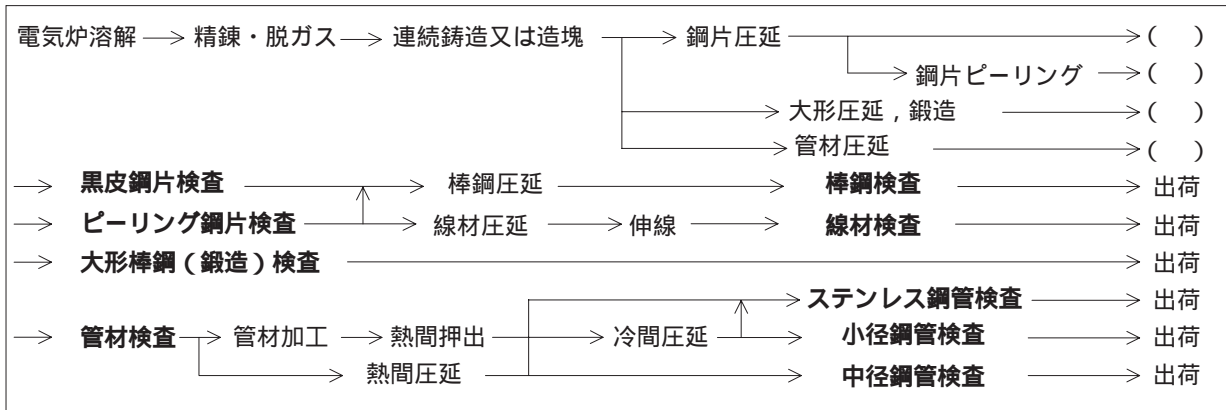 電気炉溶解 → 精錬・脱ガス → 連続鋳造又は造塊 → 鋼片圧延 → ( )
→ 鋼片ピーリング → ( )
→ 大形圧延,鍛造 → ( )
→ 管材圧延 → ( )
→ 黒皮鋼片検査 → 棒鋼圧延 → 棒鋼検査 → 出荷
→ ピーリング鋼片検査 → 線材圧延 → 伸線 → 線材検査 → 出荷
→ 大形棒鋼(鍛造)検査 → 出荷
→ ステンレス鋼管検査 → 出荷
→ 管材検査 → 管材加工 → 熱間押出 → 冷間圧延 → 小径鋼管検査 → 出荷
→ 熱間圧延 → 中径鋼管検査 → 出荷